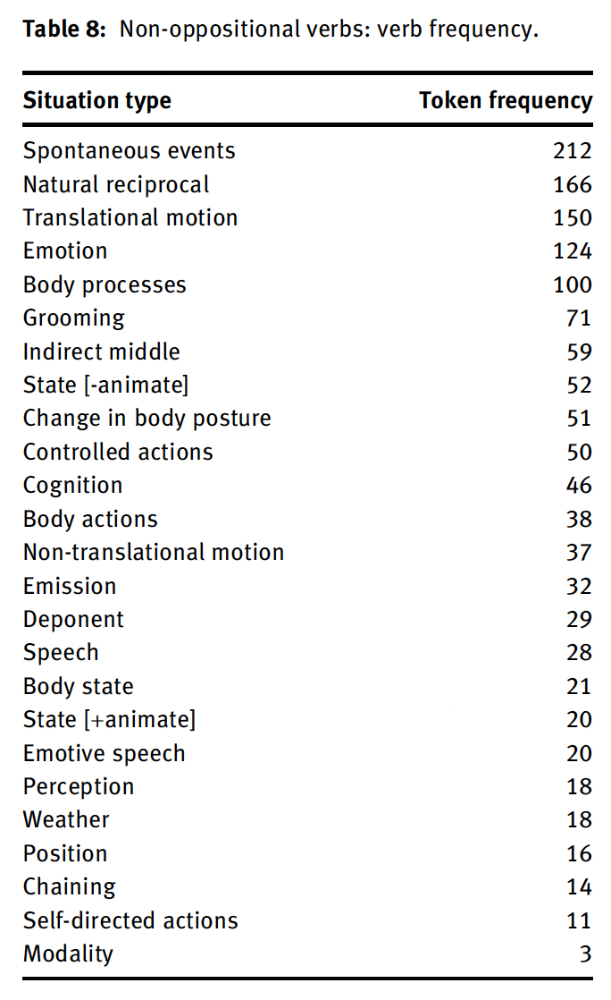 Table 8: Non-oppositional verbs: verb frequency.
Situation type Token frequency
Spontaneous events 212
Natural reciprocal 166
Translational motion 150
Emotion 124
Body processes 100
Grooming 71
Indirect middle 59
State [-animate] 52
Change in body posture 51
Controlled actions 50
Cognition 46
Body actions 38
Non-translational motion 37
Emission 32
Deponent 29
Speech 28
Body state 21
State [+animate] 20
Emotive speech 20
Perception 18
Weather 18
Position 16
Chaining 14
Self-directed actions 11
Modality 3